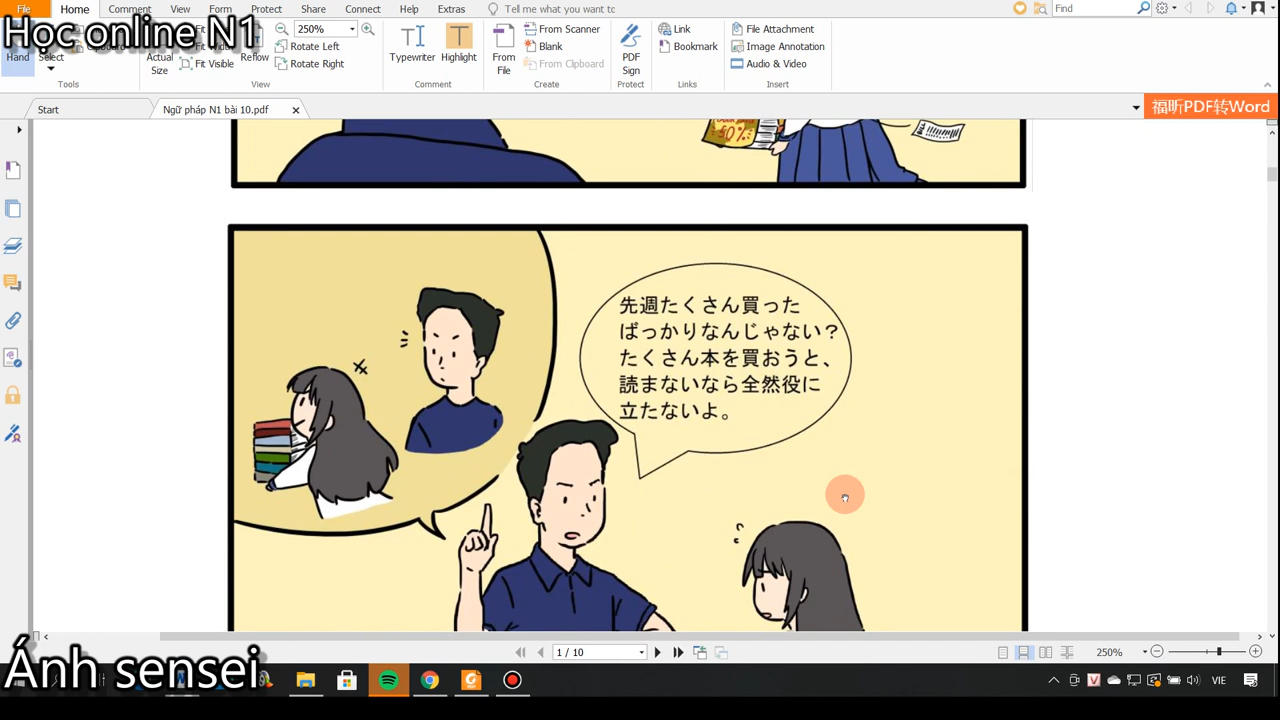 File Home Comment View Form Protect Share Connect Help Extras Tell me what you want tc Find
Học online N1
Hand
Select
Actual Size
Fit Visible
Reflow
250%
Rotate Left
Rotate Right
Typewriter
Highlight
From File
From Scanner
Blank
From Clipboard
PDF Sign
Link
Bookmark
File Attachment
Image Annotation
Audio & Video
Tools View Comment Create Protect Links Insert
Start
Ngữ pháp N1 bài 10.pdf
福昕PDF转Word
先週たくさん買った
ばっかりなんじゃない？
たくさん本を買おうと、
読まないなら全然役に
立たないよ。
1 / 10
250%
Ánh sensei
VIE